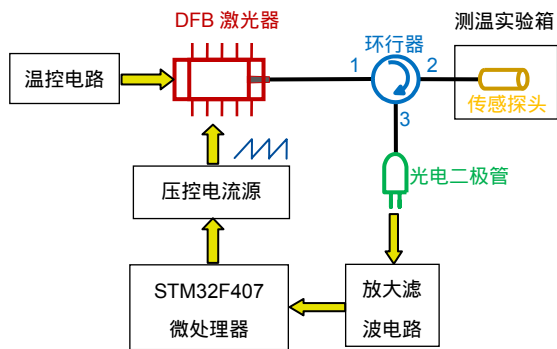 DFB 激光器
测温实验箱
环行器
温控电路
1
2
传感探头
3
光电二极管
压控电流源
STM32F407
微处理器
放大滤
波电路